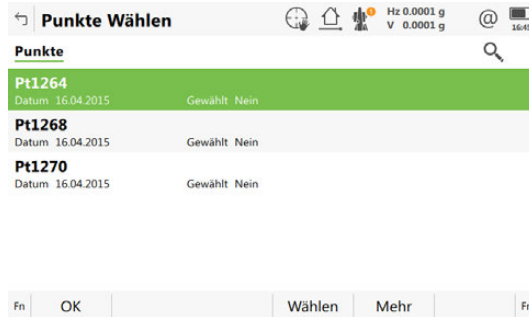 Punkte Wählen
Hz 0.0001 g
V 0.0001 g
@
Punkte
Pt1264
Datum 16.04.2015 Gewählt Nein
Pt1268
Datum 16.04.2015 Gewählt Nein
Pt1270
Datum 16.04.2015 Gewählt Nein
Fn OK Wählen Mehr